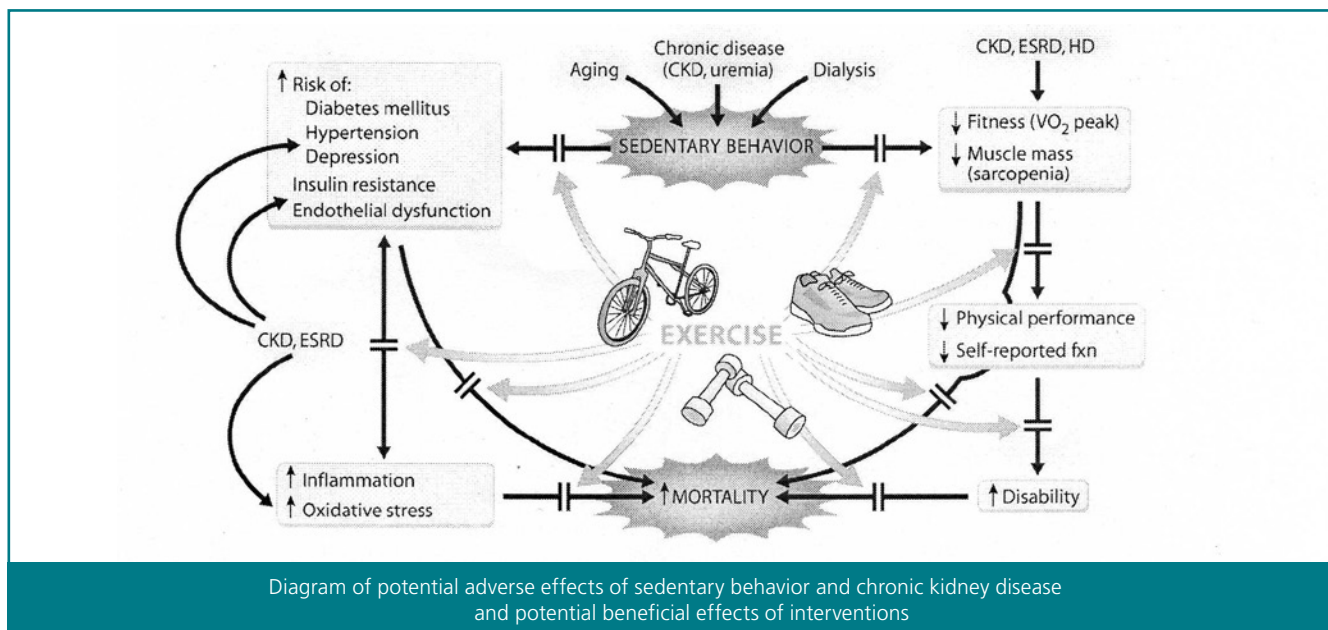 Chronic disease
(CKD, uremia)
Aging
Dialysis
SEDENTARY BEHAVIOR
↑ Risk of:
Diabetes mellitus
Hypertension
Depression
Insulin resistance
Endothelial dysfunction
CKD, ESRD, HD
↓ Fitness (VO₂ peak)
↓ Muscle mass
(sarcopenia)
EXERCISE
CKD, ESRD
↓ Physical performance
↓ Self-reported fxn
↑ Inflammation
↑ Oxidative stress
↑ MORTALITY
↑ Disability
Diagram of potential adverse effects of sedentary behavior and chronic kidney disease
and potential beneficial effects of interventions